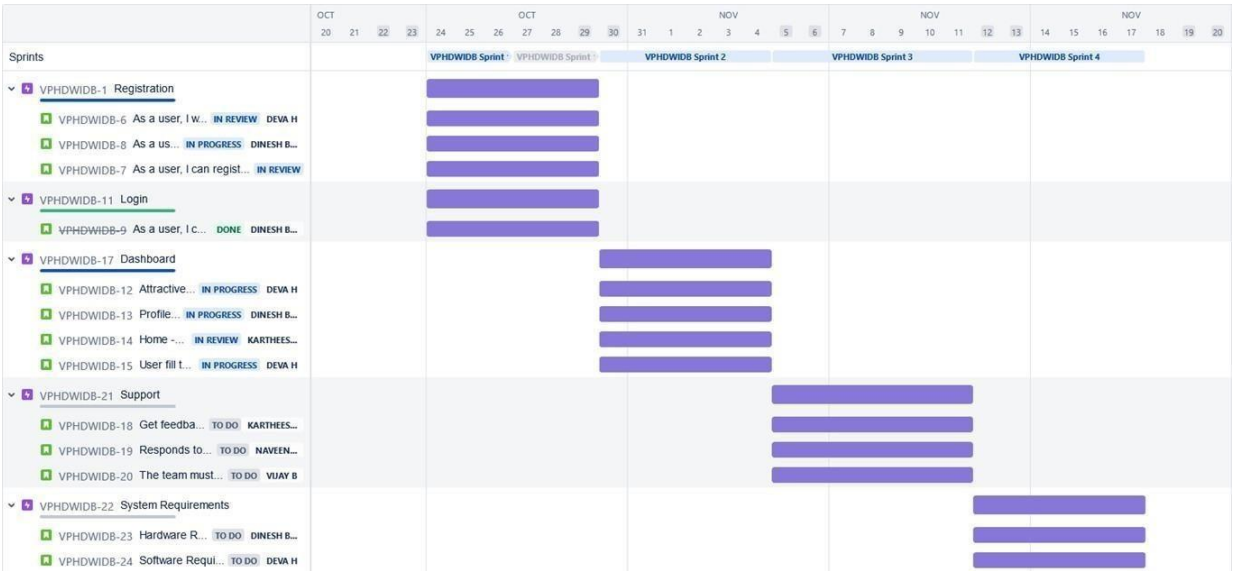 OCT OCT NOV NOV NOV
20 21 22 23 24 25 26 27 28 29 30 31 1 2 3 4 5 6 7 8 9 10 11 12 13 14 15 16 17 18 19 20
Sprints VPHDWIDB Sprint VPHDWIDB Sprint VPHDWIDB Sprint 2 VPHDWIDB Sprint 3 VPHDWIDB Sprint 4
VPHDWIDB-1 Registration
VPHDWIDB-6 As a user, I w... IN REVIEW DEVA H
VPHDWIDB-8 As a us... IN PROGRESS DINESH B...
VPHDWIDB-7 As a user, I can regist... IN REVIEW
VPHDWIDB-11 Login
VPHDWIDB-9 As a user, I c... DONE DINESH B...
VPHDWIDB-17 Dashboard
VPHDWIDB-12 Attractive... IN PROGRESS DEVA H
VPHDWIDB-13 Profile... IN PROGRESS DINESH B...
VPHDWIDB-14 Home -... IN REVIEW KARTHEES...
VPHDWIDB-15 User fill t... IN PROGRESS DEVA H
VPHDWIDB-21 Support
VPHDWIDB-18 Get feedba... TO DO KARTHEES...
VPHDWIDB-19 Responds to... TO DO NAVEEN...
VPHDWIDB-20 The team must... TO DO VIJAY B
VPHDWIDB-22 System Requirements
VPHDWIDB-23 Hardware R... TO DO DINESH B...
VPHDWIDB-24 Software Requi... TO DO DEVA H